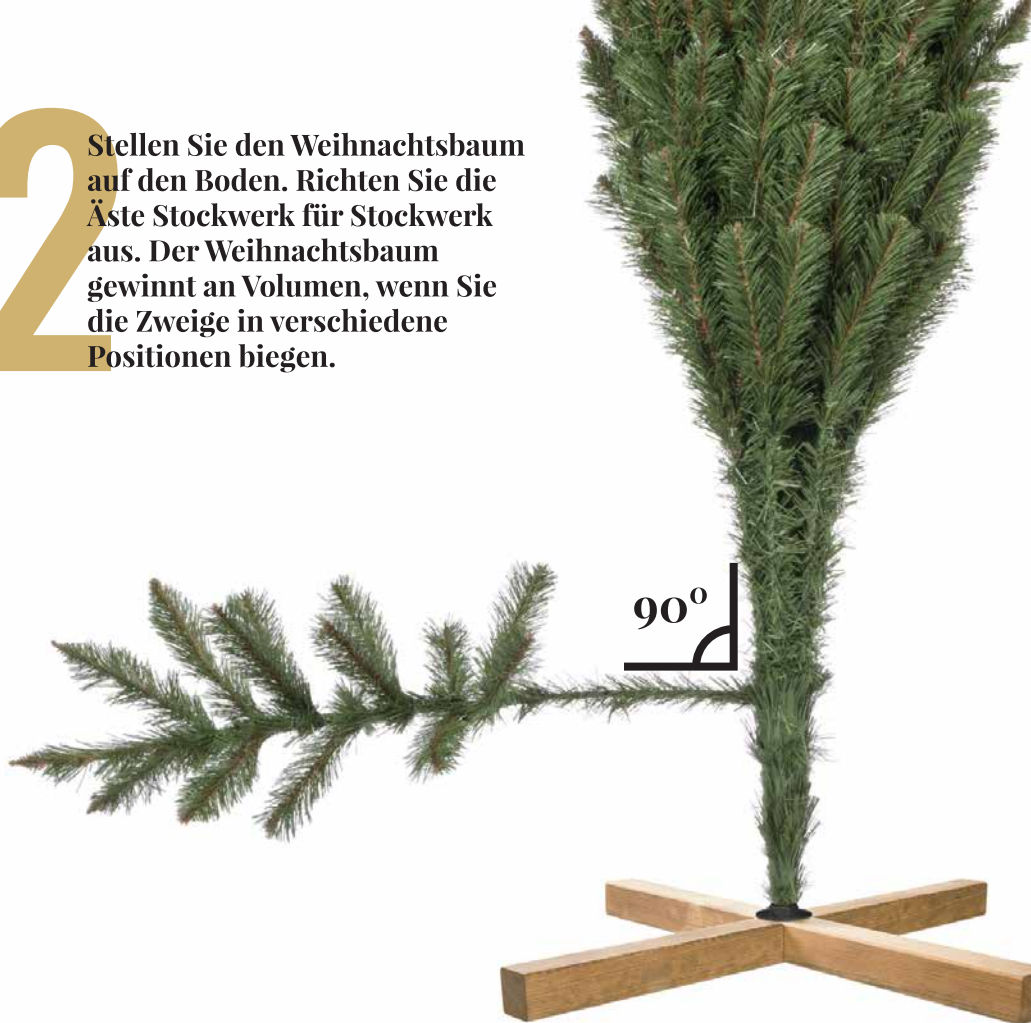 2
Stellen Sie den Weihnachtsbaum
auf den Boden. Richten Sie die
Äste Stockwerk für Stockwerk
aus. Der Weihnachtsbaum
gewinnt an Volumen, wenn Sie
die Zweige in verschiedene
Positionen biegen.
90°